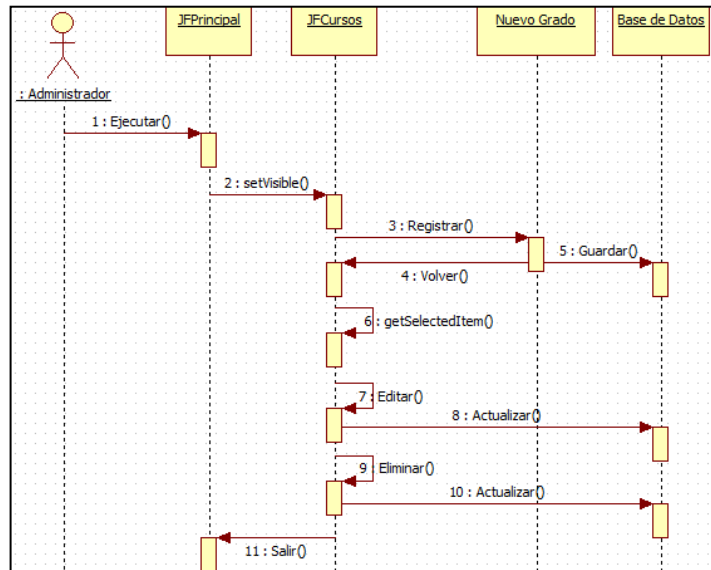 JFPrincipal
JFCursos
Nuevo Grado
Base de Datos
: Administrador
1 : Ejecutar()
2 : setVisible()
3 : Registrar()
5 : Guardar()
4 : Volver()
6 : getSelectedItem()
7 : Editar()
8 : Actualizar()
9 : Eliminar()
10 : Actualizar()
11 : Salir()